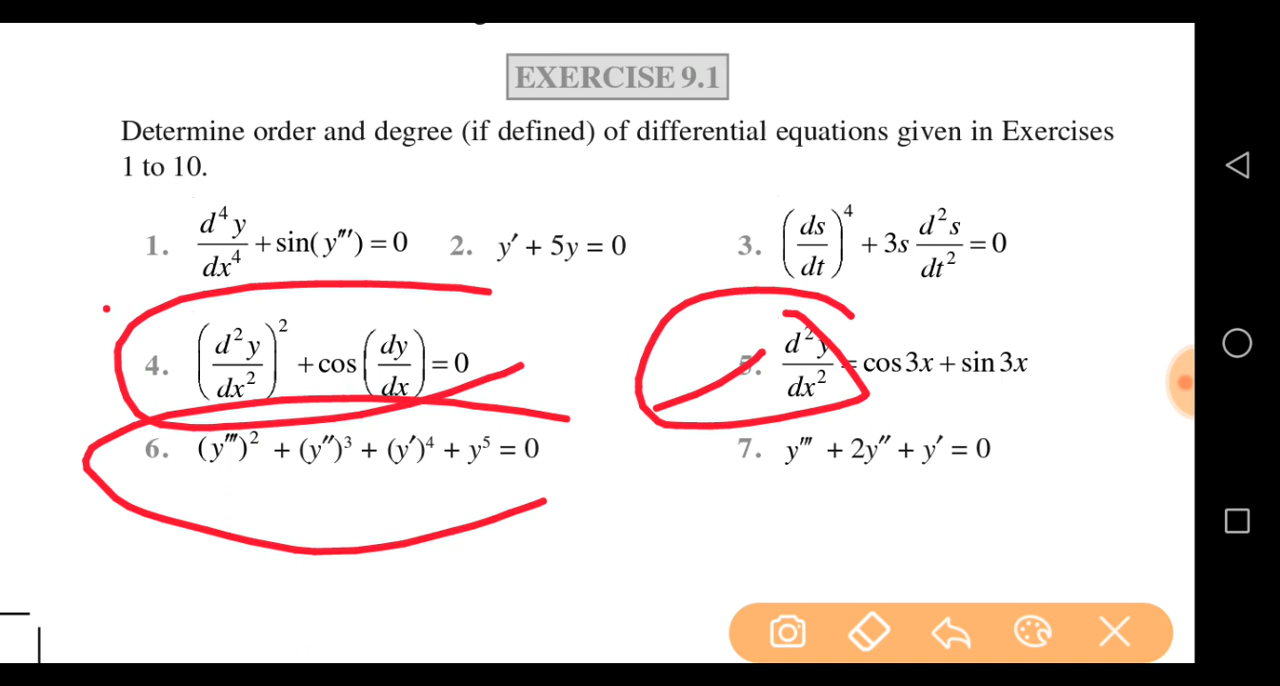 EXERCISE 9.1
Determine order and degree (if defined) of differential equations given in Exercises
1 to 10.
1. d⁴y/dx⁴ + sin(y‴) = 0 2. y′ + 5y = 0 3. (ds/dt)⁴ + 3s d²s/dt² = 0
4. (d²y/dx²)² + cos(dy/dx) = 0 5. d²y/dx² = cos 3x + sin 3x
6. (y‴)² + (y″)³ + (y′)⁴ + y⁵ = 0 7. y‴ + 2y″ + y′ = 0